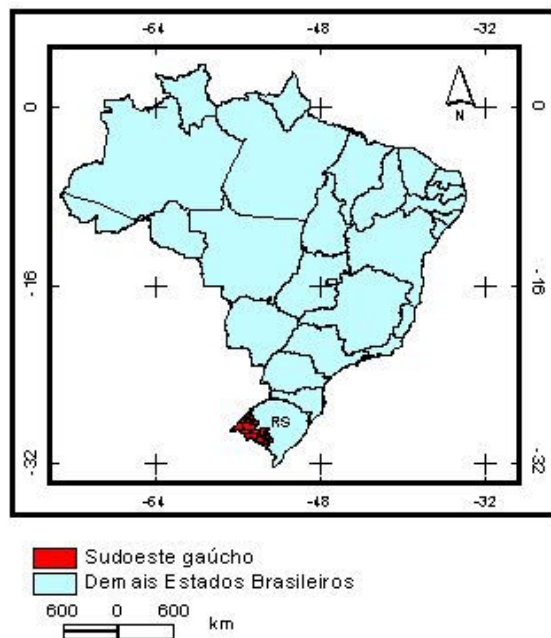 -64 -48 -32
0 0
N
-16 -16
RS
-32 -32
-64 -48 -32
Sudoeste gaúcho
Demais Estados Brasileiros
600 0 600
km